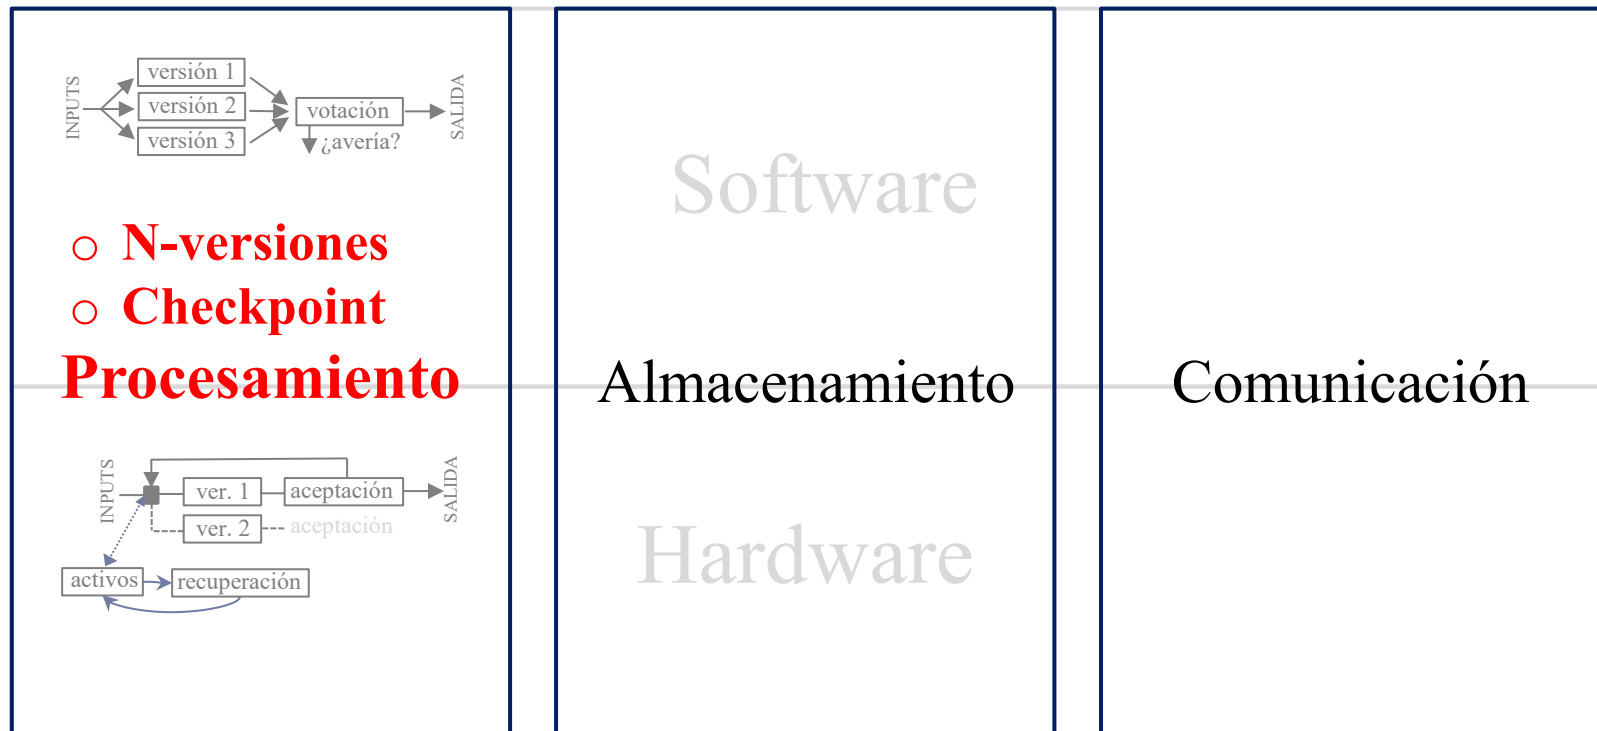 INPUTS
versión 1
versión 2
versión 3
votación
¿avería?
SALIDA
o N-versiones
o Checkpoint
Procesamiento
INPUTS
ver. 1
aceptación
SALIDA
ver. 2
aceptación
activos
recuperación
Software
Almacenamiento
Hardware
Comunicación